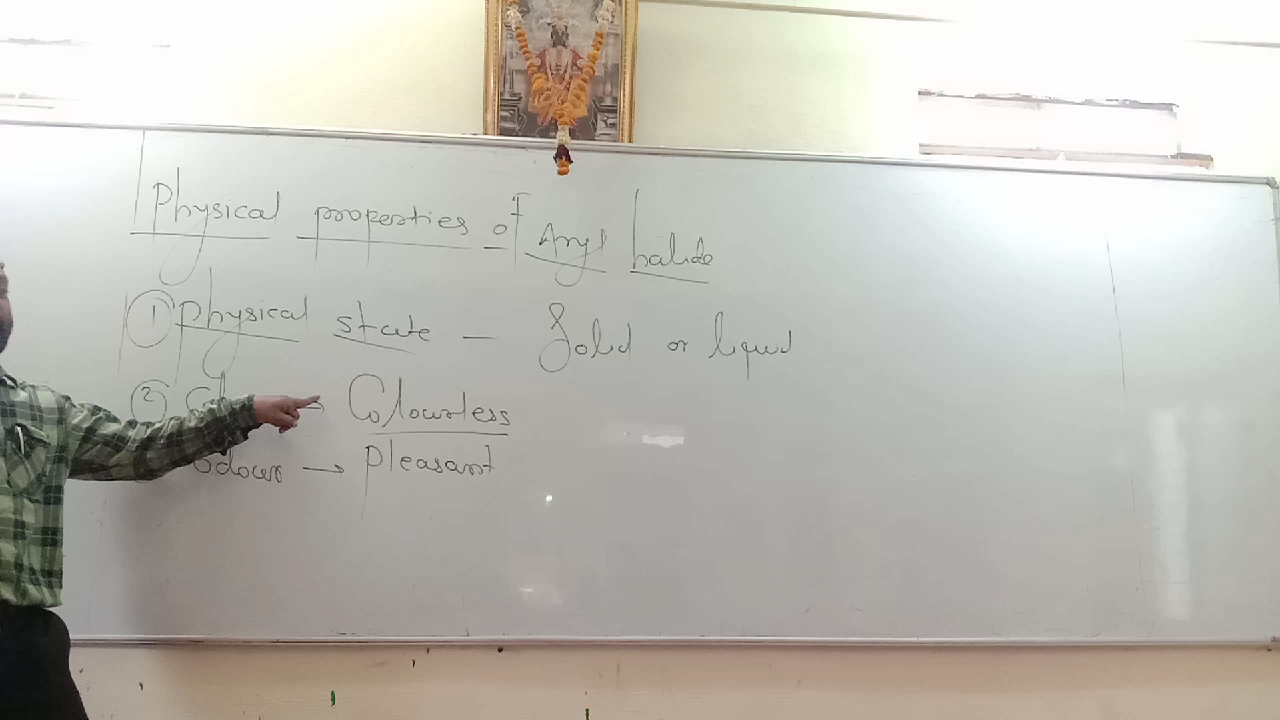 Physical properties of Aryl halide
① Physical state — Solid or liquid
② Colourless
Odour → Pleasant